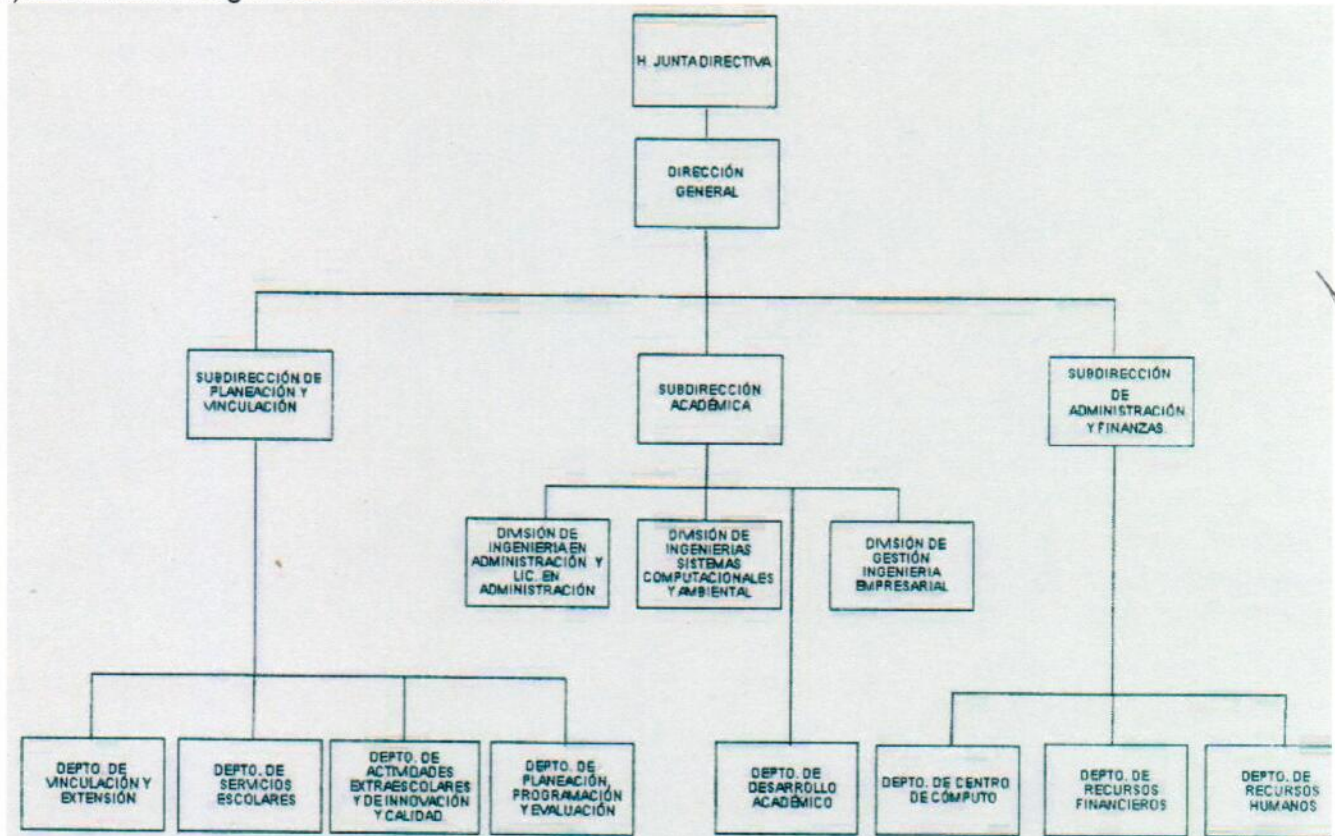 H. JUNTA DIRECTIVA
DIRECCIÓN
GENERAL
SUBDIRECCIÓN DE
PLANEACIÓN Y
VINCULACIÓN
SUBDIRECCIÓN
ACADÉMICA
SUBDIRECCIÓN
DE
ADMINISTRACIÓN
Y FINANZAS.
DIVISIÓN DE
INGENIERIA EN
ADMINISTRACIÓN Y
LIC. EN
ADMINISTRACIÓN
DIVISIÓN DE
INGENIERIAS
SISTEMAS
COMPUTACIONALES
Y AMBIENTAL
DIVISIÓN DE
GESTIÓN
INGENIERIA
EMPRESARIAL
DEPTO. DE
VINCULACIÓN Y
EXTENSIÓN
DEPTO. DE
SERVICIOS
ESCOLARES
DEPTO. DE
ACTIVIDADES
EXTRAESCOLARES
Y DE INNOVACIÓN
Y CALIDAD.
DEPTO. DE
PLANEACIÓN,
PROGRAMACIÓN
Y EVALUACIÓN
DEPTO. DE
DESARROLLO
ACADÉMICO
DEPTO. DE CENTRO
DE CÓMPUTO
DEPTO. DE
RECURSOS
FINANCIEROS
DEPTO. DE
RECURSOS
HUMANOS